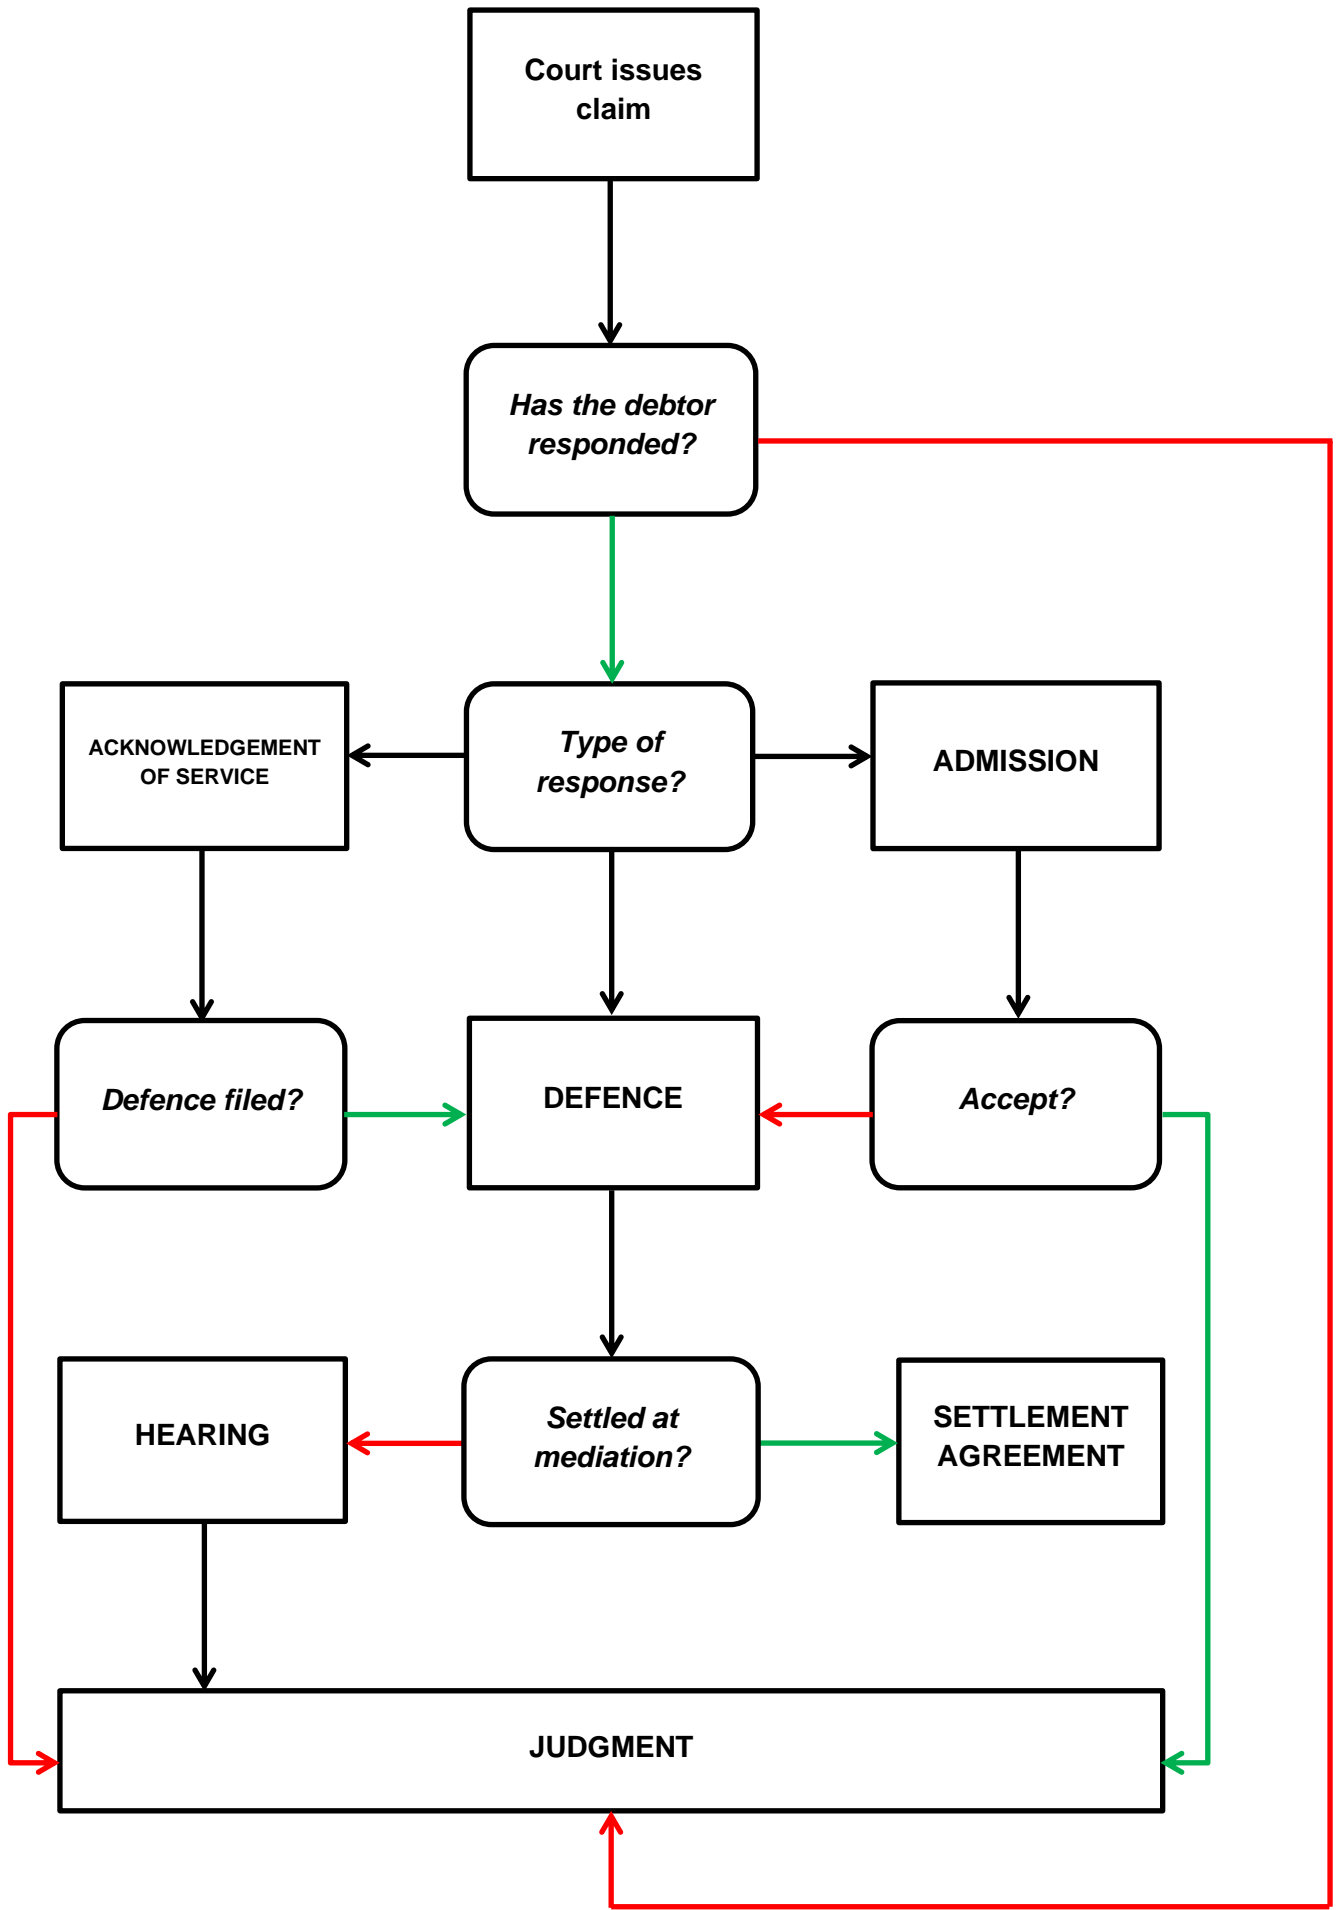 Court issues
claim
Has the debtor
responded?
ACKNOWLEDGEMENT
OF SERVICE
Type of
response?
ADMISSION
Defence filed?
DEFENCE
Accept?
HEARING
Settled at
mediation?
SETTLEMENT
AGREEMENT
JUDGMENT